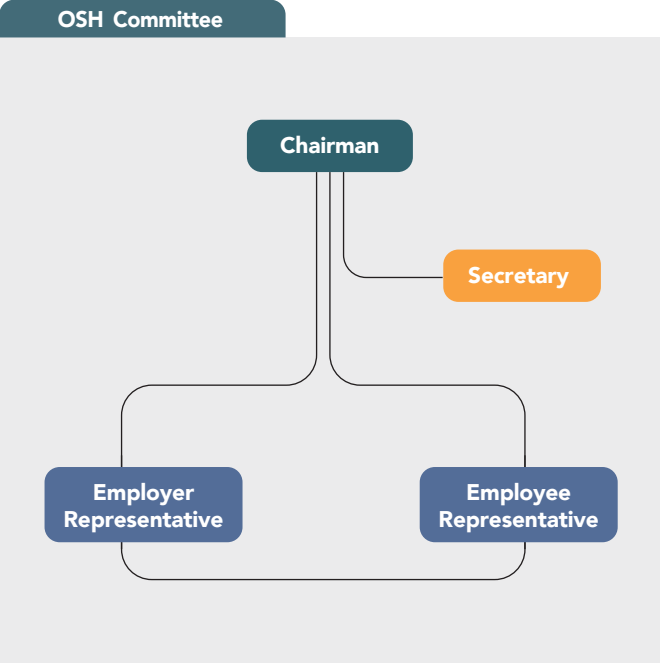 OSH Committee
Chairman
Secretary
Employer
Representative
Employee
Representative